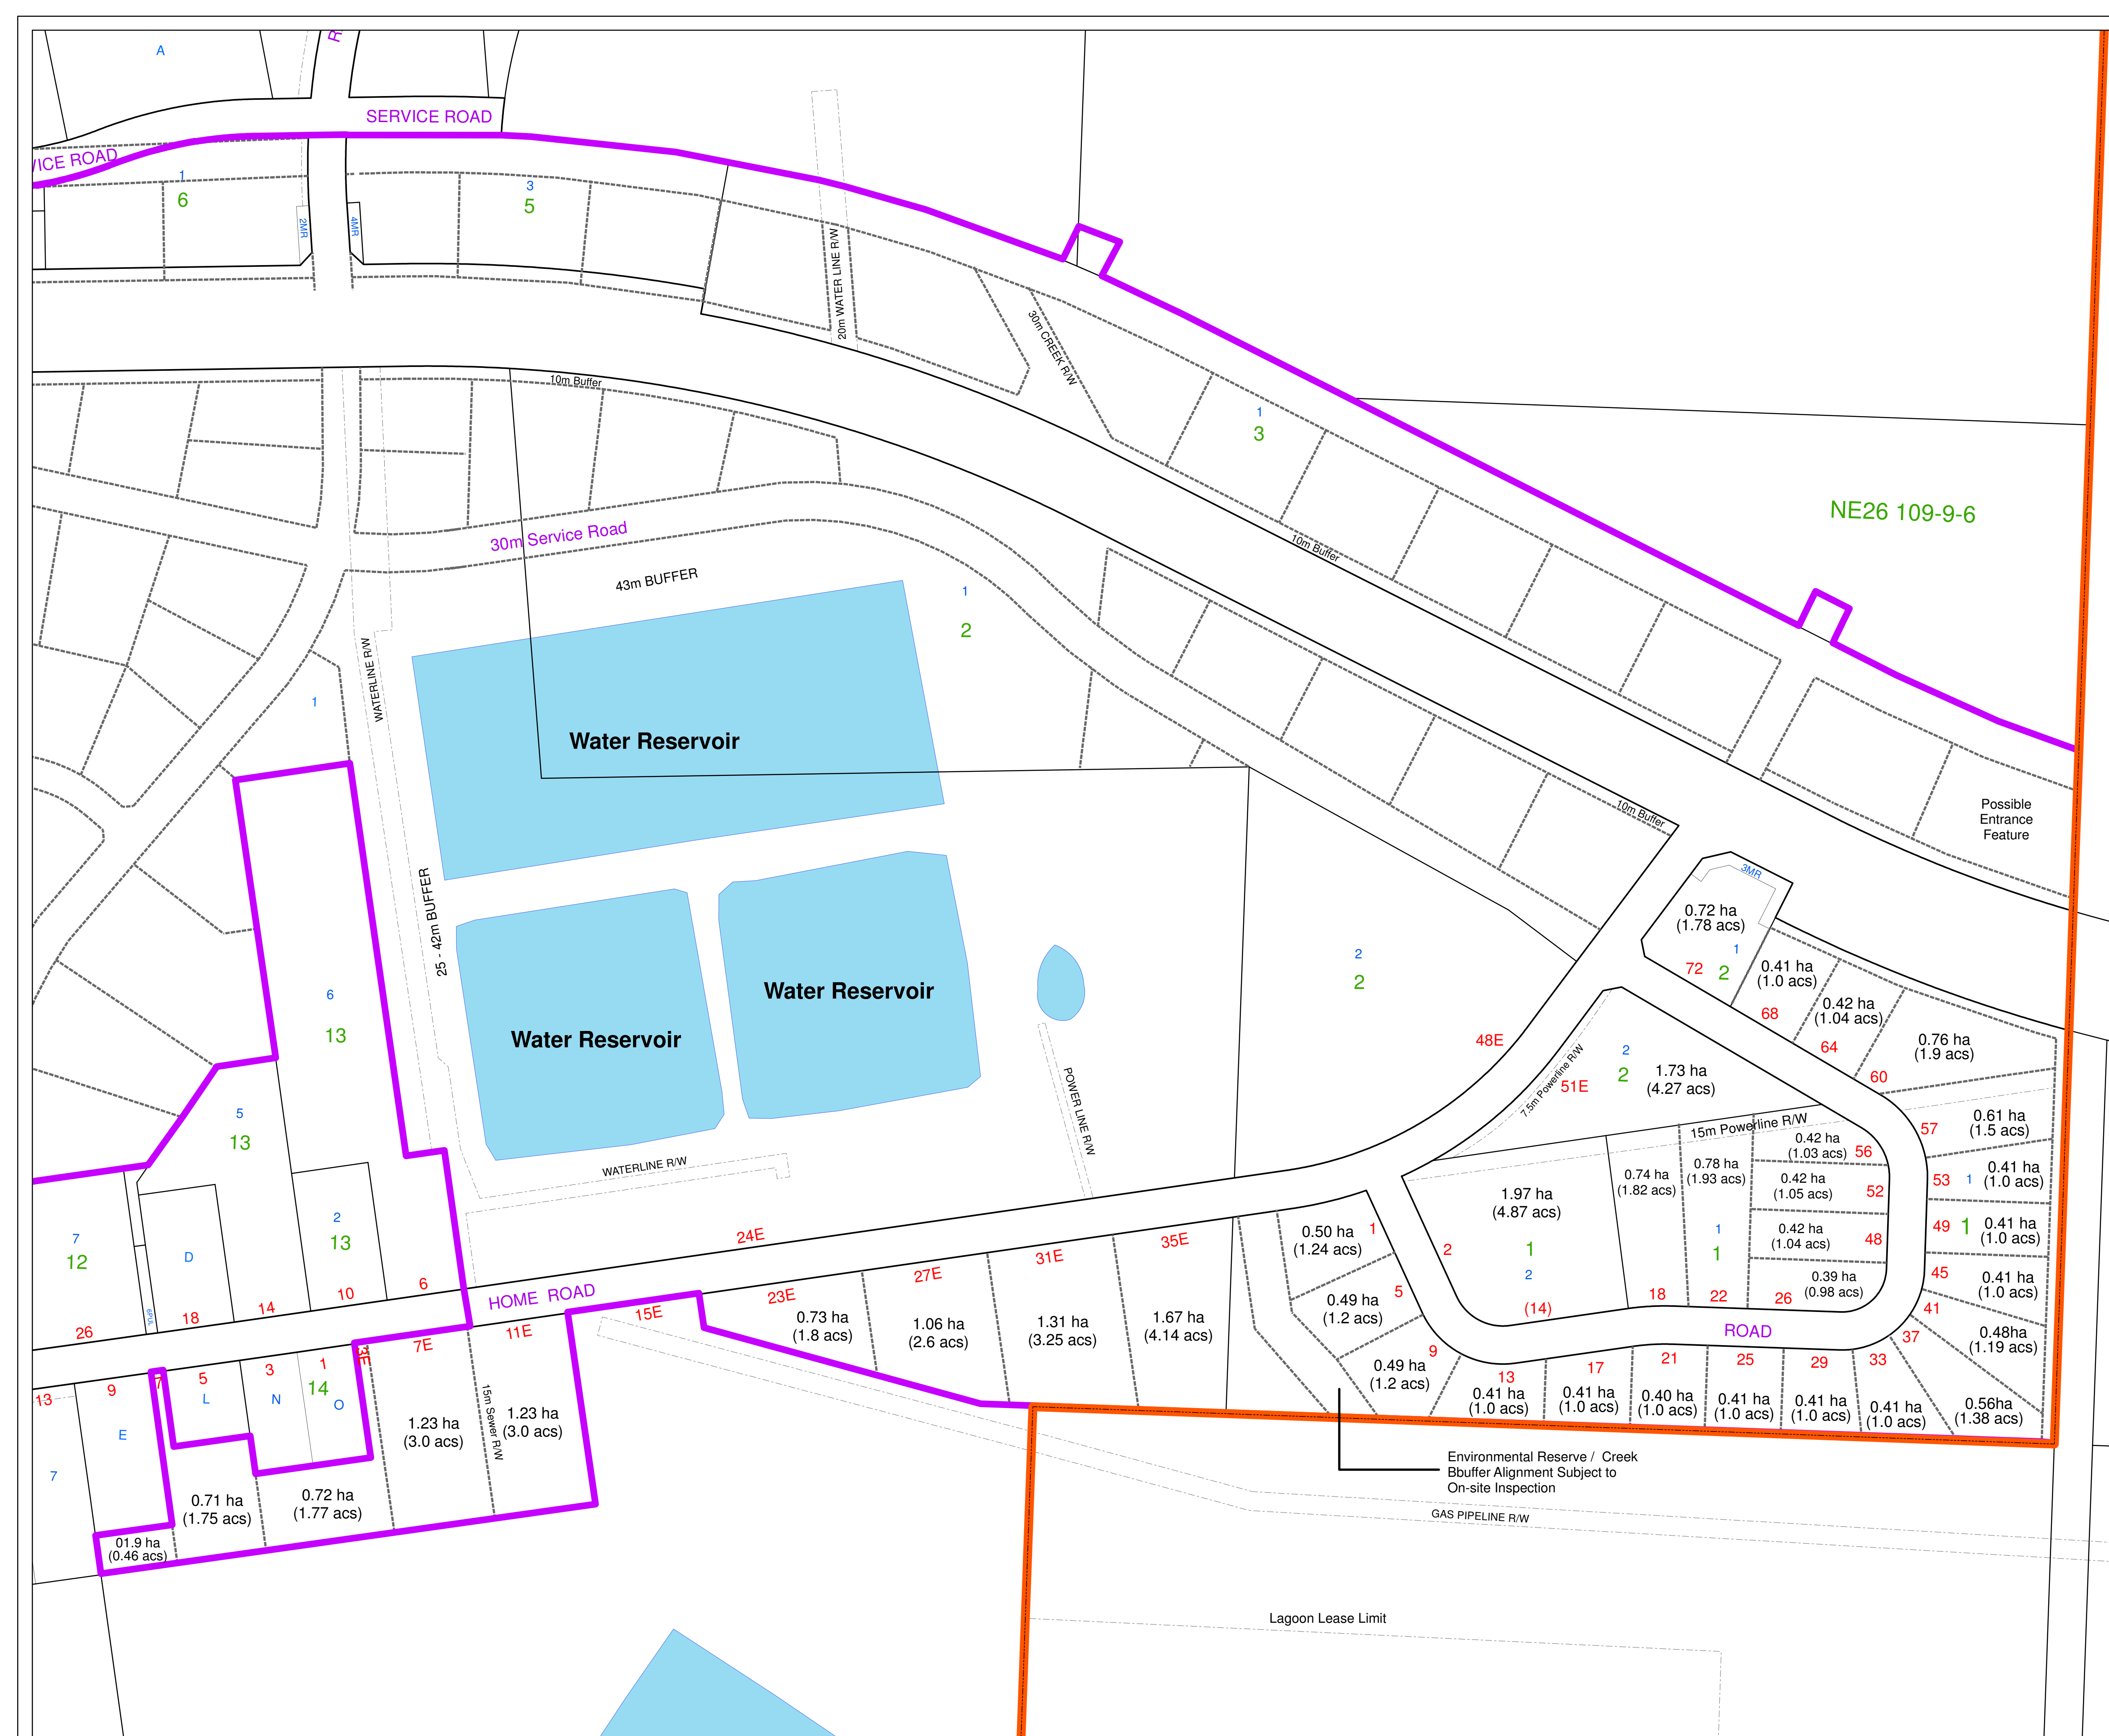 A
R
SERVICE ROAD
VICE ROAD
1
6
2MR
4MR
3
5
20m WATER LINE R/W
30m CREEK R/W
10m Buffer
1
3
NE26 109-9-6
10m Buffer
30m Service Road
43m BUFFER
1
2
WATERLINE R/W
1
Water Reservoir
10m Buffer
Possible
Entrance
Feature
3MR
0.72 ha
(1.78 acs)
1
72
2
0.41 ha
(1.0 acs)
68
0.42 ha
(1.04 acs)
64
0.76 ha
(1.9 acs)
60
25 - 42m BUFFER
Water Reservoir
Water Reservoir
2
2
48E
6
13
7.5m Powerline R/W
2
2
51E
1.73 ha
(4.27 acs)
15m Powerline R/W
POWER LINE R/W
WATERLINE R/W
5
13
0.61 ha
(1.5 acs)
57
0.42 ha
(1.03 acs)
56
0.41 ha
(1.0 acs)
53
1
0.42 ha
(1.05 acs)
52
0.74 ha
(1.82 acs)
0.78 ha
(1.93 acs)
1.97 ha
(4.87 acs)
0.41 ha
(1.0 acs)
49
1
0.42 ha
(1.04 acs)
48
1
1
1
2
2
(14)
18
22
26
0.39 ha
(0.98 acs)
0.41 ha
(1.0 acs)
45
41
0.48ha
(1.19 acs)
37
0.56ha
(1.38 acs)
33
ROAD
7
12
D
2
13
6PUL
26
18
14
10
6
24E
HOME ROAD
23E
0.73 ha
(1.8 acs)
27E
1.06 ha
(2.6 acs)
31E
1.31 ha
(3.25 acs)
35E
1.67 ha
(4.14 acs)
0.50 ha
(1.24 acs)
1
0.49 ha
(1.2 acs)
5
0.49 ha
(1.2 acs)
9
13
0.41 ha
(1.0 acs)
17
0.41 ha
(1.0 acs)
21
0.40 ha
(1.0 acs)
25
0.41 ha
(1.0 acs)
29
0.41 ha
(1.0 acs)
0.41 ha
(1.0 acs)
13
9
7
5
3
1
3E
7E
11E
15E
E
L
N
14
O
7
1.23 ha
(3.0 acs)
15m Sewer R/W
1.23 ha
(3.0 acs)
0.71 ha
(1.75 acs)
0.72 ha
(1.77 acs)
01.9 ha
(0.46 acs)
Environmental Reserve / Creek
Bbuffer Alignment Subject to
On-site Inspection
GAS PIPELINE R/W
Lagoon Lease Limit